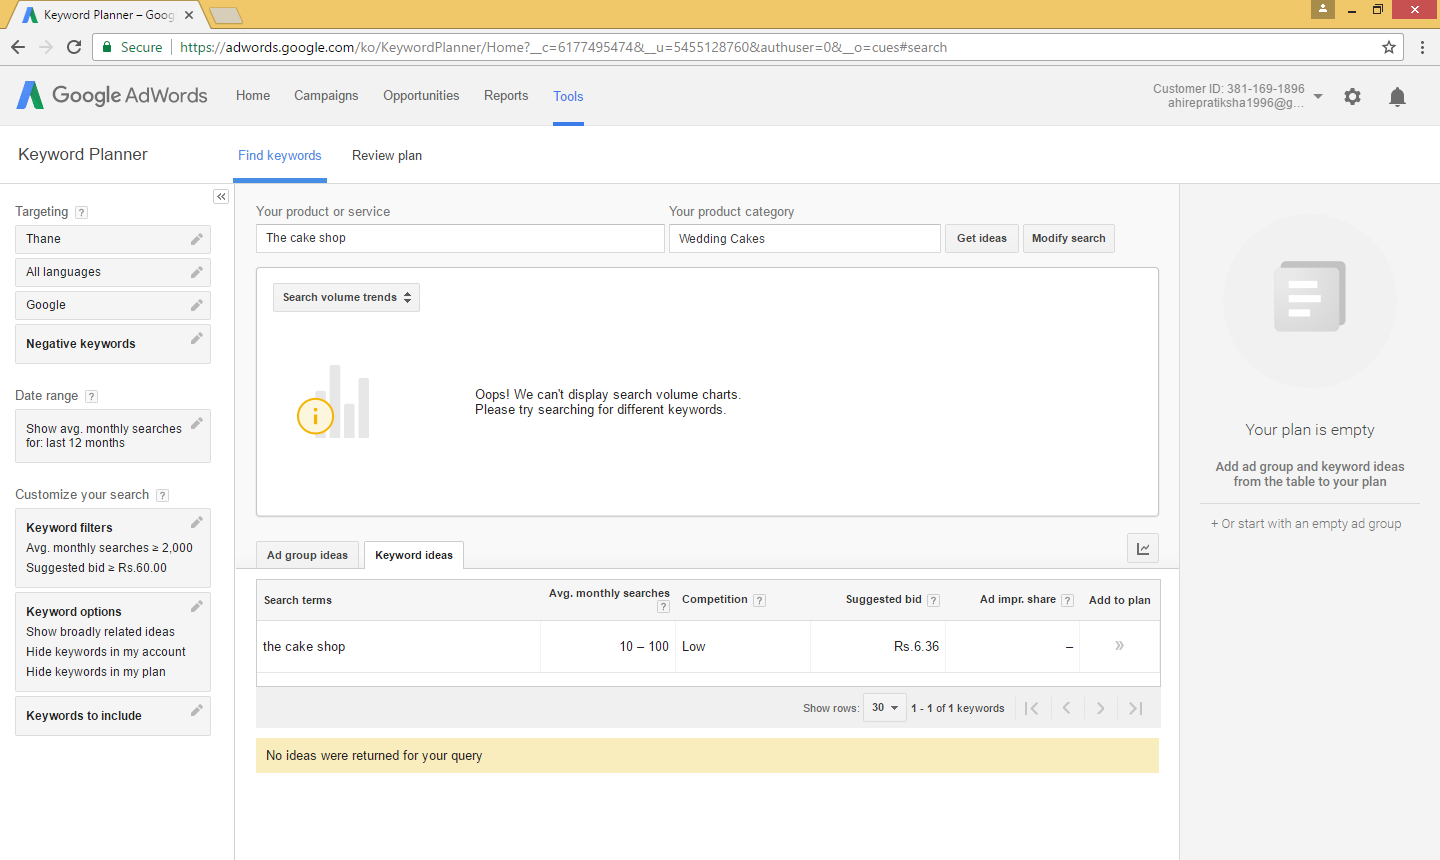 Keyword Planner – Goog
Secure
https://adwords.google.com/ko/KeywordPlanner/Home?__c=6177495474&__u=5455128760&authuser=0&__o=cues#search
Google AdWords
Home
Campaigns
Opportunities
Reports
Tools
Customer ID: 381-169-1896
ahirepratiksha1996@g...
Keyword Planner
Find keywords
Review plan
Targeting ?
Thane
All languages
Google
Negative keywords
Date range ?
Show avg. monthly searches
for: last 12 months
Customize your search ?
Keyword filters
Avg. monthly searches ≥ 2,000
Suggested bid ≥ Rs.60.00
Keyword options
Show broadly related ideas
Hide keywords in my account
Hide keywords in my plan
Keywords to include
Your product or service
The cake shop
Your product category
Wedding Cakes
Get ideas
Modify search
Search volume trends
Oops! We can't display search volume charts.
Please try searching for different keywords.
Ad group ideas
Keyword ideas
Search terms
Avg. monthly searches ?
Competition ?
Suggested bid ?
Ad impr. share ?
Add to plan
the cake shop
10 – 100
Low
Rs.6.36
–
»
Show rows: 30
1 - 1 of 1 keywords
No ideas were returned for your query
Your plan is empty
Add ad group and keyword ideas
from the table to your plan
+ Or start with an empty ad group